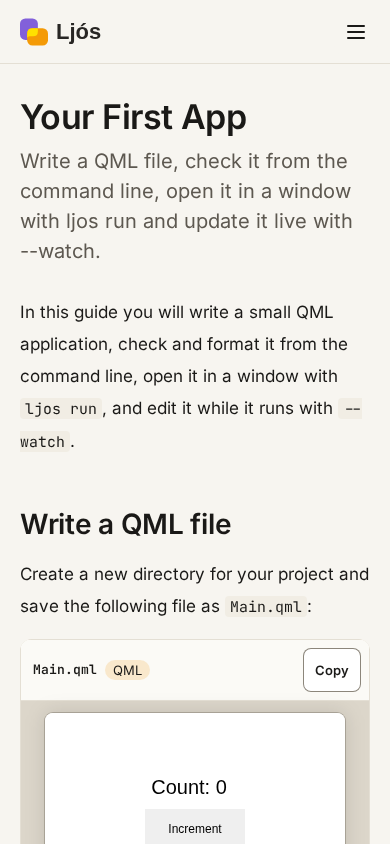 Ljós
Your First App
Write a QML file, check it from the
command line, open it in a window
with ljos run and update it live with
--watch.
In this guide you will write a small QML
application, check and format it from the
command line, open it in a window with
ljos run, and edit it while it runs with --
watch.
Write a QML file
Create a new directory for your project and
save the following file as Main.qml:
Main.qml QML Copy
Count: 0
Increment